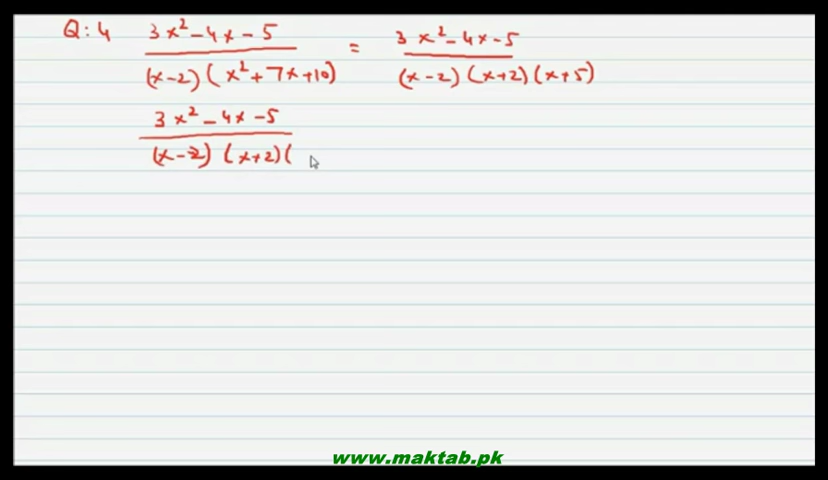 Q: 4 3x² - 4x - 5 / (x-2)(x² + 7x + 10) = 3x² - 4x - 5 / (x-2)(x+2)(x+5)
3x² - 4x - 5 / (x-2)(x+2)(
www.maktab.pk